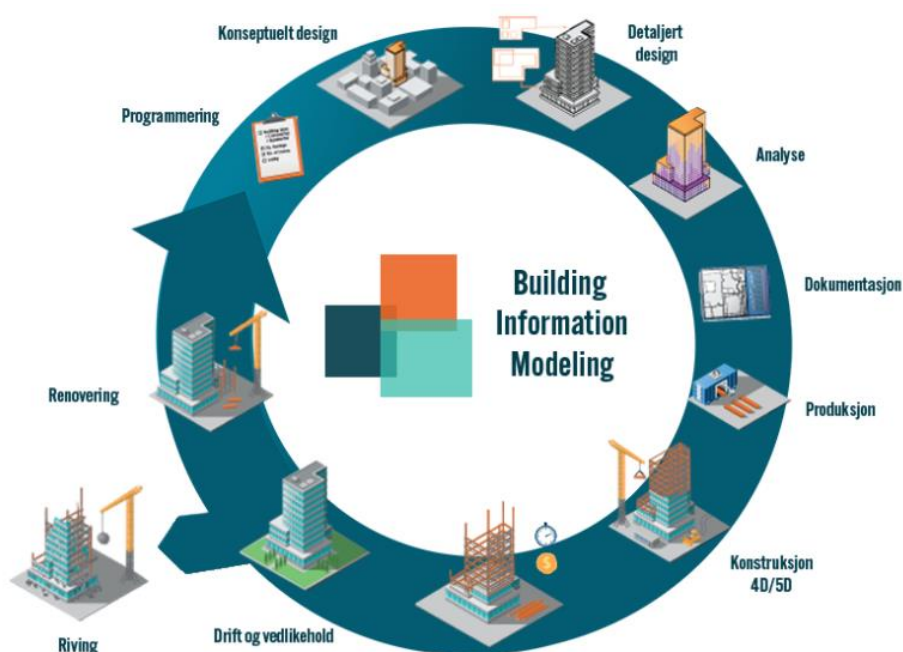 Konseptuelt design
Detaljert
design
Programmering
Analyse
Building
Information
Modeling
Dokumentasjon
Renovering
Produksjon
Konstruksjon
4D/5D
Drift og vedlikehold
Riving